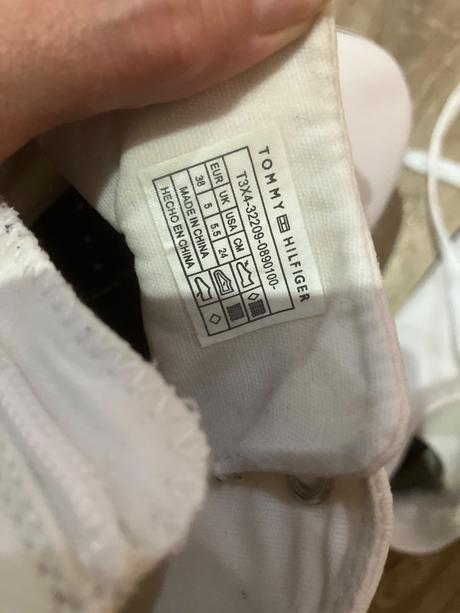 TOMMY HILFIGER
T3X4-32209-0890100-
EUR UK USA CM
38 5 5.5 24
MADE IN CHINA
HECHO EN CHINA